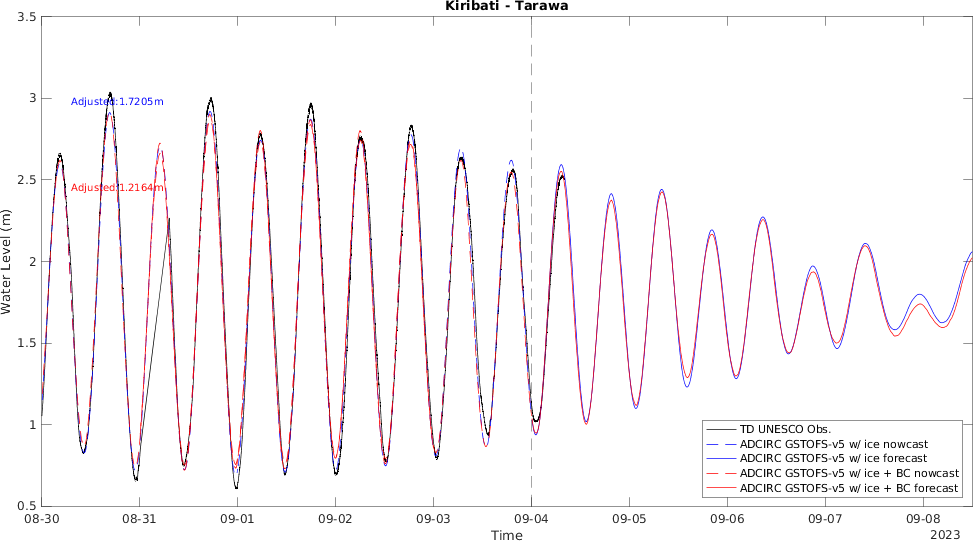 Kiribati - Tarawa
3.5
3
2.5
2
1.5
1
0.5
Water Level (m)
Adjusted:1.7205m
Adjusted:1.2164m
TD UNESCO Obs.
ADCIRC GSTOFS-v5 w/ ice nowcast
ADCIRC GSTOFS-v5 w/ ice forecast
ADCIRC GSTOFS-v5 w/ ice + BC nowcast
ADCIRC GSTOFS-v5 w/ ice + BC forecast
08-30 08-31 09-01 09-02 09-03 09-04 09-05 09-06 09-07 09-08
Time
2023